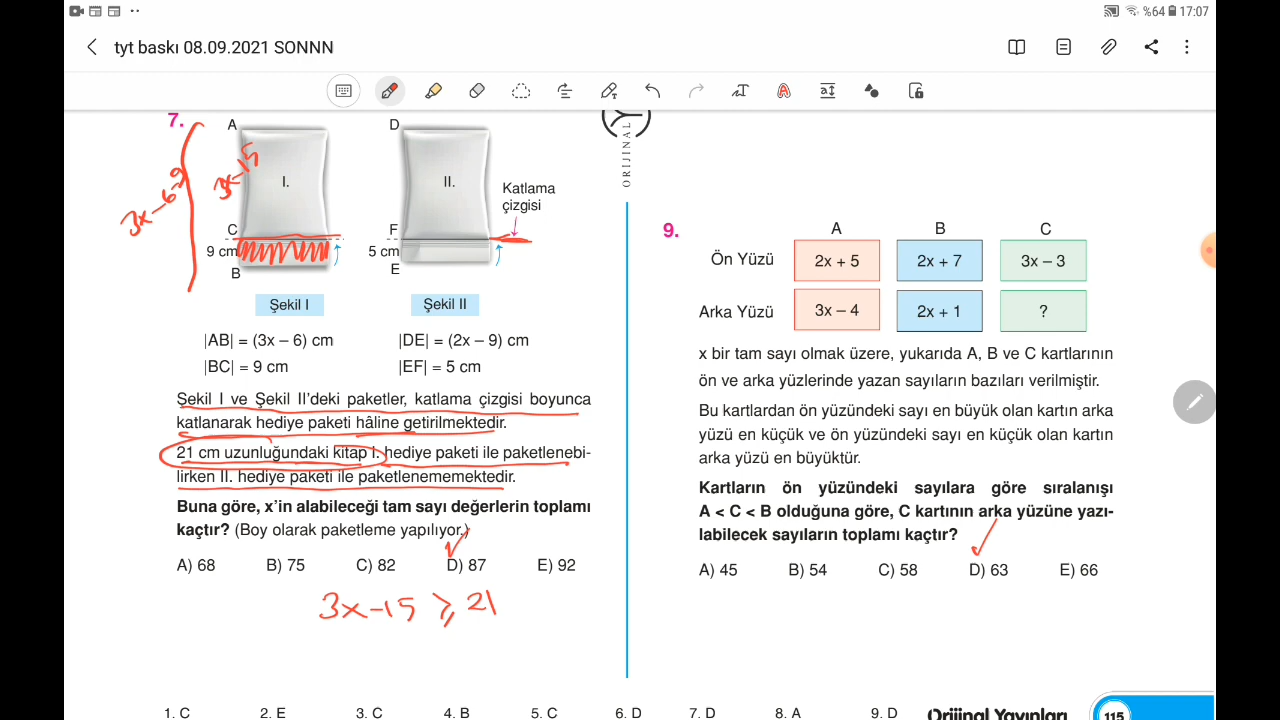 %64 17:07
tyt baskı 08.09.2021 SONNN
7.
A
D
3x-6-9
3x-15
I.
II.
Katlama
çizgisi
C
F
9 cm
5 cm
B
E
Şekil I
Şekil II
|AB| = (3x – 6) cm
|DE| = (2x – 9) cm
|BC| = 9 cm
|EF| = 5 cm
Şekil I ve Şekil II'deki paketler, katlama çizgisi boyunca
katlanarak hediye paketi hâline getirilmektedir.
21 cm uzunluğundaki kitap I. hediye paketi ile paketlenebi-
lirken II. hediye paketi ile paketlenememektedir.
Buna göre, x'in alabileceği tam sayı değerlerin toplamı
kaçtır? (Boy olarak paketleme yapılıyor.)
A) 68 B) 75 C) 82 D) 87 E) 92
3x-15 ≥ 21
ORİJİNAL
9.
A B C
Ön Yüzü 2x + 5 2x + 7 3x – 3
Arka Yüzü 3x – 4 2x + 1 ?
x bir tam sayı olmak üzere, yukarıda A, B ve C kartlarının
ön ve arka yüzlerinde yazan sayıların bazıları verilmiştir.
Bu kartlardan ön yüzündeki sayı en büyük olan kartın arka
yüzü en küçük ve ön yüzündeki sayı en küçük olan kartın
arka yüzü en büyüktür.
Kartların ön yüzündeki sayılara göre sıralanışı
A < C < B olduğuna göre, C kartının arka yüzüne yazı-
labilecek sayıların toplamı kaçtır?
A) 45 B) 54 C) 58 D) 63 E) 66
1. C 2. E 3. C 4. B 5. C 6. D 7. D 8. A 9. D
Orijinal Yayınları
115